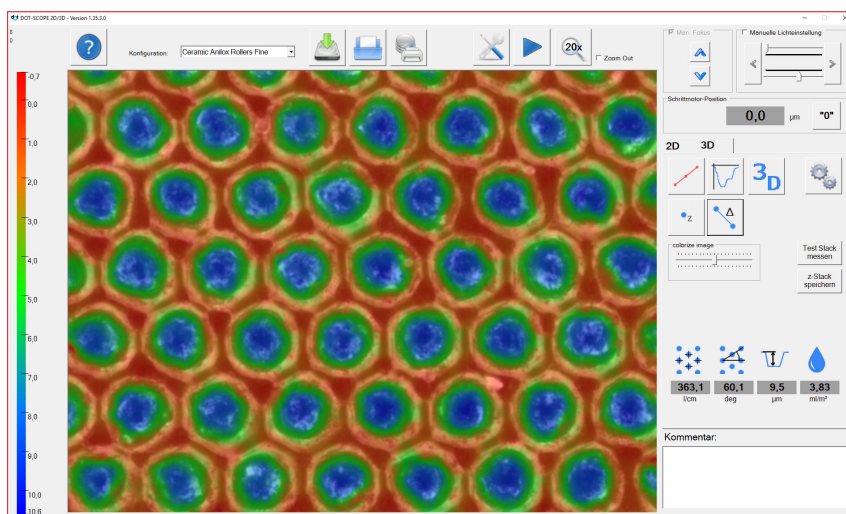 DOT-SCOPE 2D/3D - Version 1.35.3.0
8
0
Konfiguration:
Ceramic Anilox Rollers Fine
20x
Zoom Out
Man. Fokus
Manuelle Lichteinstellung
Schrittmotor-Position
0,0
µm
"0"
2D
3D
3D
z
Δ
colorize image
Test Stack
messen
z-Stack
speichern
363,1
60,1
9,5
3,83
l/cm
deg
µm
ml/m²
Kommentar:
-0,7
0,0
1,0
2,0
3,0
4,0
5,0
6,0
7,0
8,0
9,0
10,0
10,6